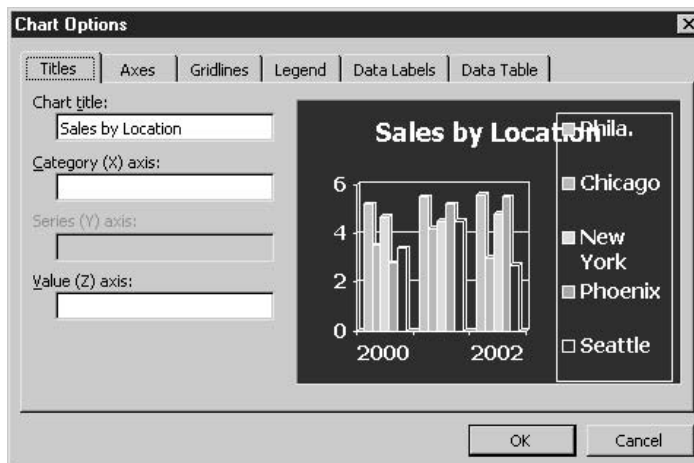 Chart Options
Titles Axes Gridlines Legend Data Labels Data Table
Chart title:
Sales by Location
Category (X) axis:
Series (Y) axis:
Value (Z) axis:
Sales by Location
6
4
2
0
2000 2002
Phila.
Chicago
New
York
Phoenix
Seattle
OK Cancel